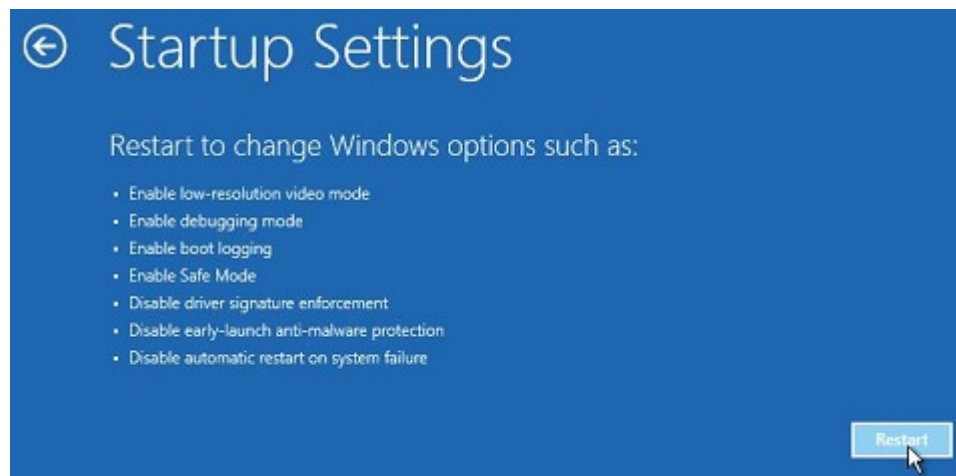 Startup Settings
Restart to change Windows options such as:
• Enable low-resolution video mode
• Enable debugging mode
• Enable boot logging
• Enable Safe Mode
• Disable driver signature enforcement
• Disable early-launch anti-malware protection
• Disable automatic restart on system failure
Restart